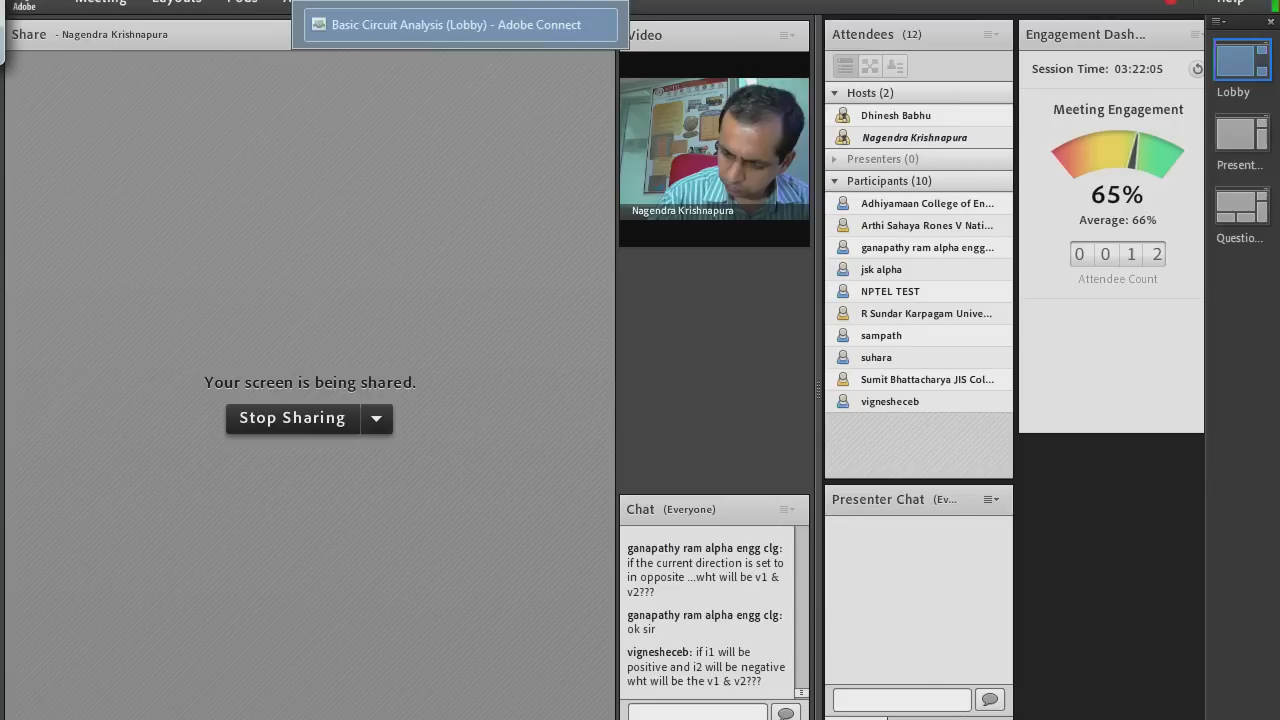 Adobe
Meeting
Layouts
Pods
Help
Basic Circuit Analysis (Lobby) - Adobe Connect
Share - Nagendra Krishnapura
Video
Nagendra Krishnapura
Attendees (12)
Hosts (2)
Dhinesh Babhu
Nagendra Krishnapura
Presenters (0)
Participants (10)
Adhiyamaan College of En...
Arthi Sahaya Rones V Nati...
ganapathy ram alpha engg...
jsk alpha
NPTEL TEST
R Sundar Karpagam Unive...
sampath
suhara
Sumit Bhattacharya JIS Col...
vignesheceb
Engagement Dash...
Session Time: 03:22:05
Meeting Engagement
65%
Average: 66%
0 0 1 2
Attendee Count
Lobby
Present...
Questio...
Your screen is being shared.
Stop Sharing
Chat (Everyone)
ganapathy ram alpha engg clg:
if the current direction is set to
in opposite ...wht will be v1 &
v2???
ganapathy ram alpha engg clg:
ok sir
vignesheceb: if i1 will be
positive and i2 will be negative
wht will be the v1 & v2???
Presenter Chat (Ev...